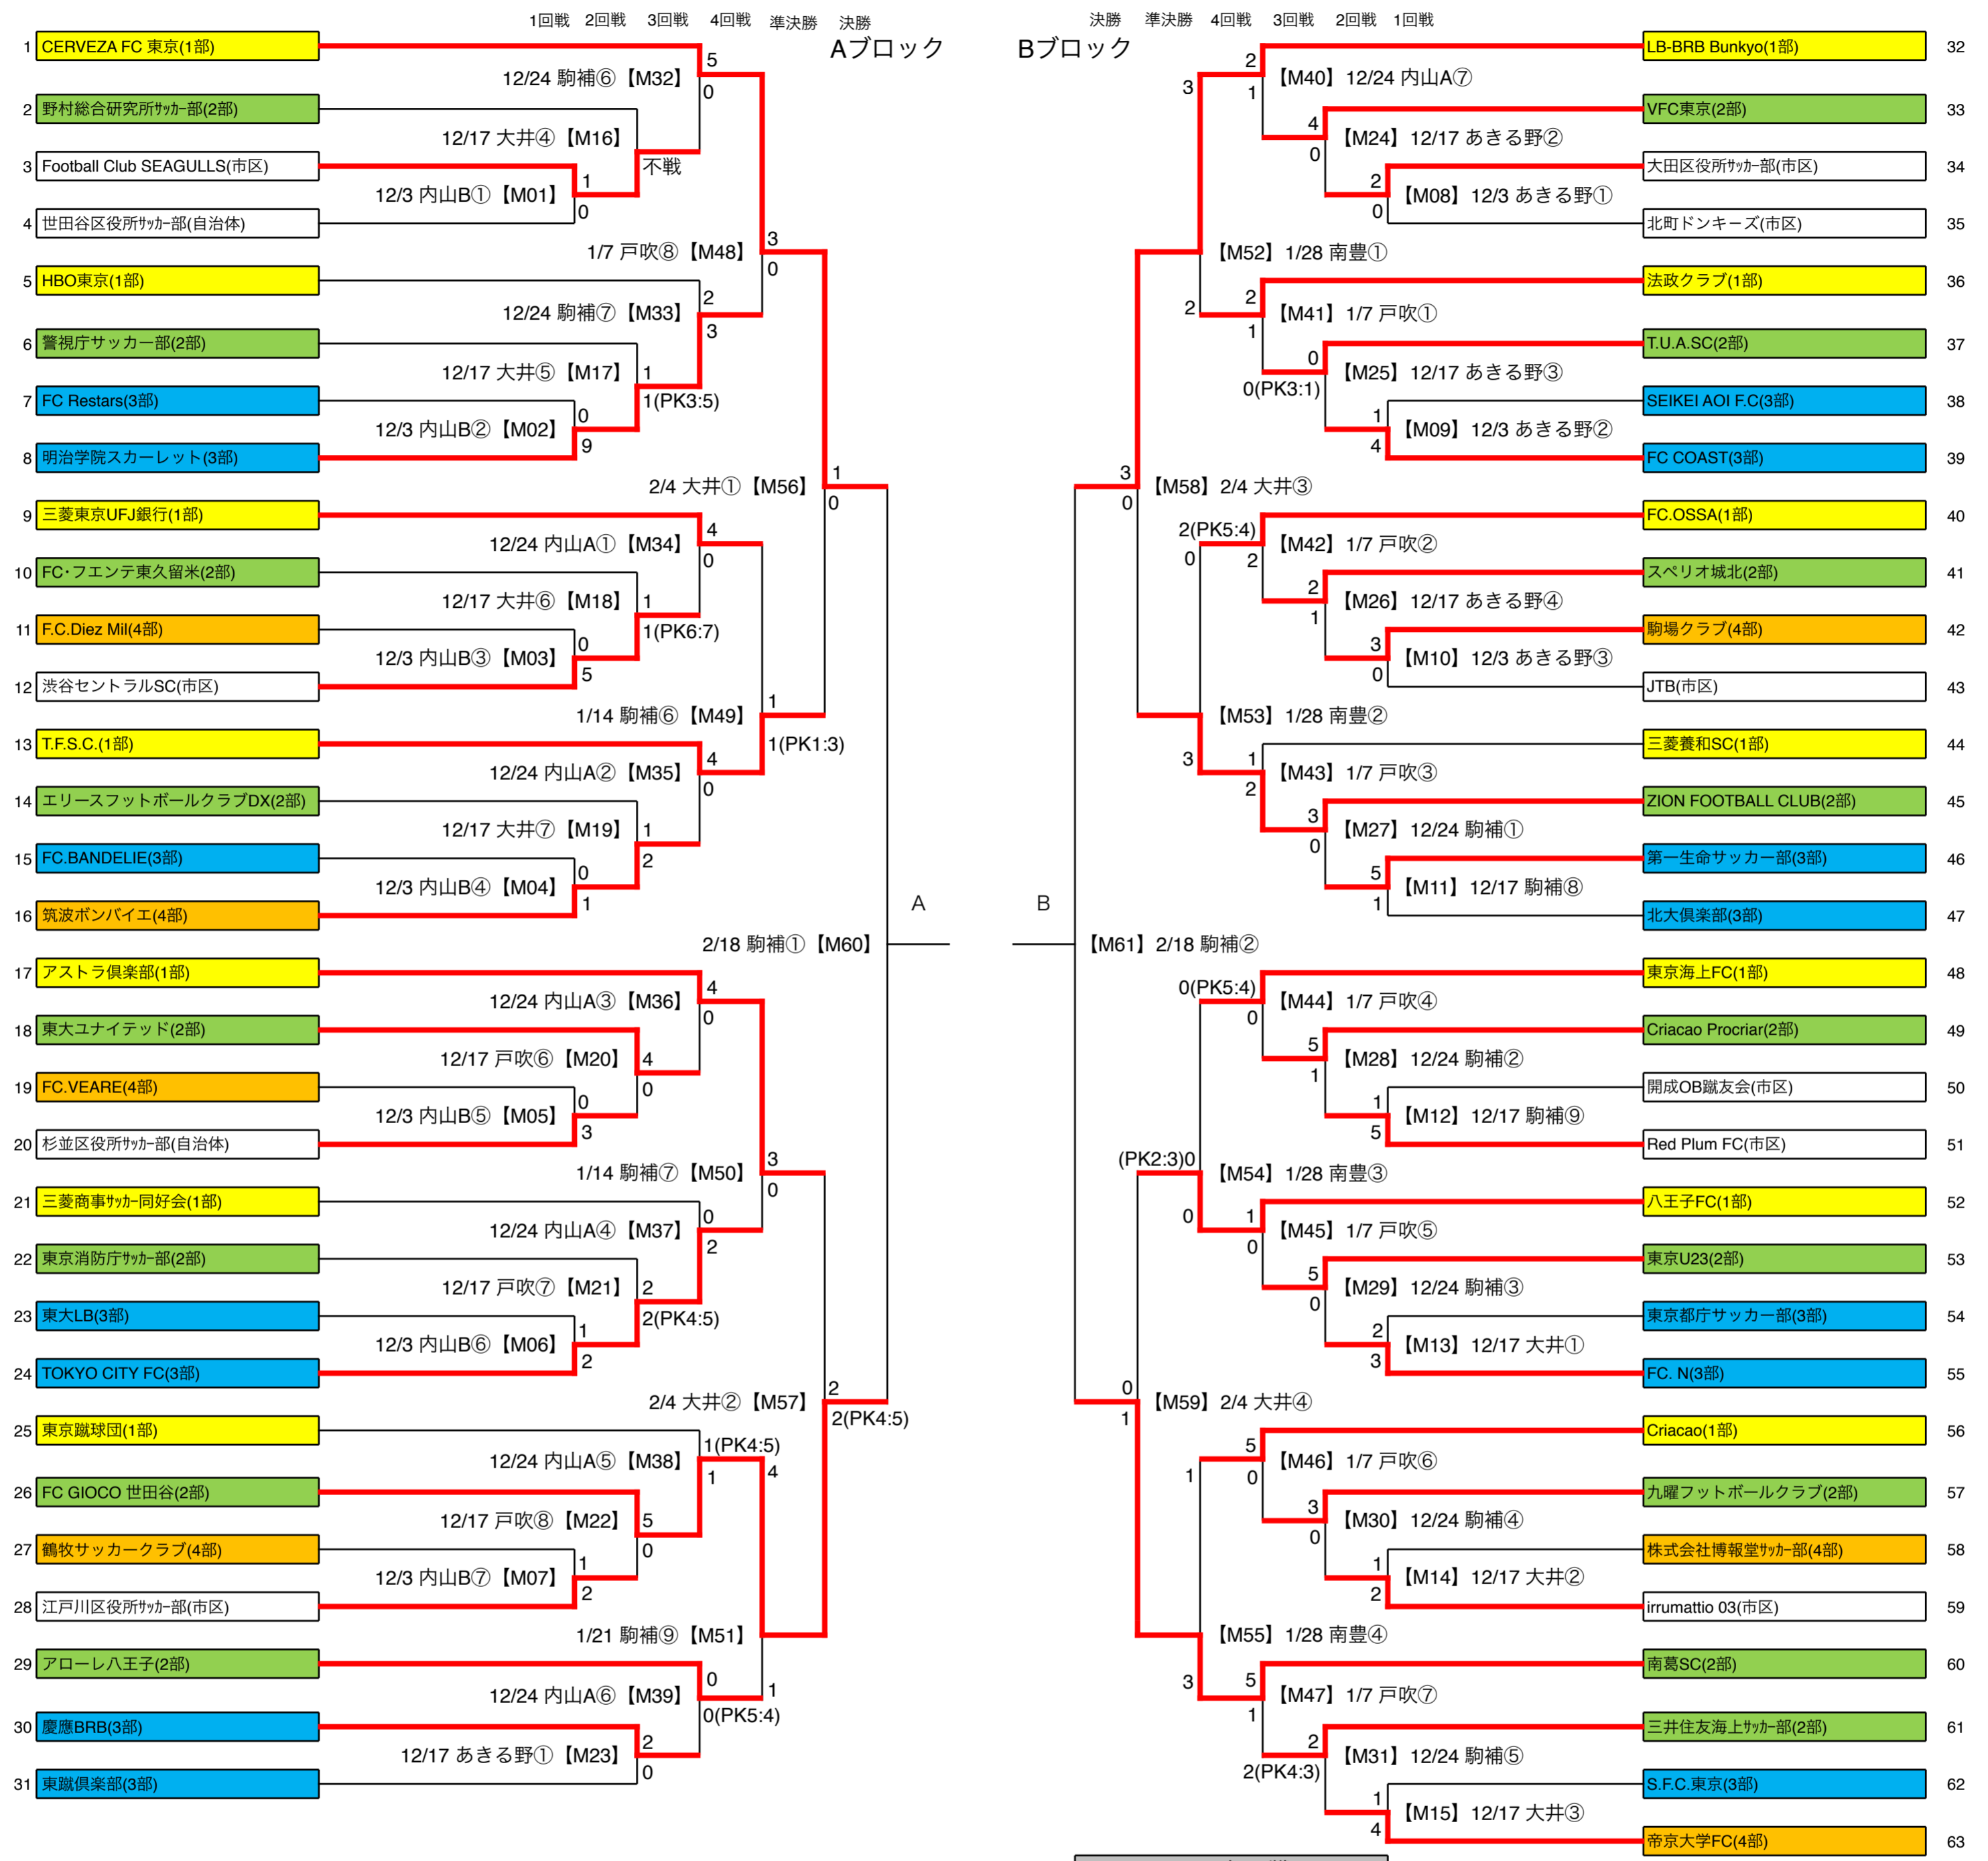 1回戦 2回戦 3回戦 4回戦 準決勝 決勝
Aブロック
1 CERVEZA FC 東京(1部)
5
12/24 駒補⑥【M32】
0
2 野村総合研究所ｻｯｶｰ部(2部)
12/17 大井④【M16】
不戦
3 Football Club SEAGULLS(市区)
1
12/3 内山B①【M01】
0
4 世田谷区役所ｻｯｶｰ部(自治体)
3
1/7 戸吹⑧【M48】
0
5 HBO東京(1部)
2
12/24 駒補⑦【M33】
3
6 警視庁サッカー部(2部)
1
12/17 大井⑤【M17】
1(PK3:5)
7 FC Restars(3部)
0
12/3 内山B②【M02】
9
8 明治学院スカーレット(3部)
1
2/4 大井①【M56】
0
9 三菱東京UFJ銀行(1部)
4
12/24 内山A①【M34】
0
10 FC･フエンテ東久留米(2部)
1
12/17 大井⑥【M18】
1(PK6:7)
11 F.C.Diez Mil(4部)
0
12/3 内山B③【M03】
5
12 渋谷セントラルSC(市区)
1
1/14 駒補⑥【M49】
1(PK1:3)
13 T.F.S.C.(1部)
4
12/24 内山A②【M35】
0
14 エリースフットボールクラブDX(2部)
1
12/17 大井⑦【M19】
2
15 FC.BANDELIE(3部)
0
12/3 内山B④【M04】
1
16 筑波ボンバイエ(4部)
A
2/18 駒補①【M60】
17 アストラ倶楽部(1部)
4
12/24 内山A③【M36】
0
18 東大ユナイテッド(2部)
4
12/17 戸吹⑥【M20】
0
19 FC.VEARE(4部)
0
12/3 内山B⑤【M05】
3
20 杉並区役所ｻｯｶｰ部(自治体)
3
1/14 駒補⑦【M50】
0
21 三菱商事ｻｯｶｰ同好会(1部)
0
12/24 内山A④【M37】
2
22 東京消防庁ｻｯｶｰ部(2部)
2
12/17 戸吹⑦【M21】
2(PK4:5)
23 東大LB(3部)
1
12/3 内山B⑥【M06】
2
24 TOKYO CITY FC(3部)
2
2/4 大井②【M57】
2(PK4:5)
25 東京蹴球団(1部)
1(PK4:5)
12/24 内山A⑤【M38】
4
1
26 FC GIOCO 世田谷(2部)
5
12/17 戸吹⑧【M22】
0
27 鶴牧サッカークラブ(4部)
1
12/3 内山B⑦【M07】
2
28 江戸川区役所ｻｯｶｰ部(市区)
1/21 駒補⑨【M51】
29 アローレ八王子(2部)
0
12/24 内山A⑥【M39】
1
0(PK5:4)
30 慶應BRB(3部)
2
12/17 あきる野①【M23】
0
31 東蹴倶楽部(3部)
決勝 準決勝 4回戦 3回戦 2回戦 1回戦
Bブロック
LB-BRB Bunkyo(1部) 32
2
【M40】12/24 内山A⑦
3
1
VFC東京(2部) 33
4
【M24】12/17 あきる野②
0
大田区役所ｻｯｶｰ部(市区) 34
2
【M08】12/3 あきる野①
0
北町ドンキーズ(市区) 35
【M52】1/28 南豊①
法政クラブ(1部) 36
2
2
【M41】1/7 戸吹①
1
T.U.A.SC(2部) 37
0
【M25】12/17 あきる野③
0(PK3:1)
SEIKEI AOI F.C(3部) 38
1
【M09】12/3 あきる野②
4
FC COAST(3部) 39
3
【M58】2/4 大井③
0
FC.OSSA(1部) 40
2(PK5:4)
【M42】1/7 戸吹②
0
2
スペリオ城北(2部) 41
2
【M26】12/17 あきる野④
1
駒場クラブ(4部) 42
3
【M10】12/3 あきる野③
0
JTB(市区) 43
【M53】1/28 南豊②
三菱養和SC(1部) 44
3
1
【M43】1/7 戸吹③
2
ZION FOOTBALL CLUB(2部) 45
3
【M27】12/24 駒補①
0
第一生命サッカー部(3部) 46
5
【M11】12/17 駒補⑧
1
北大倶楽部(3部) 47
B
【M61】2/18 駒補②
東京海上FC(1部) 48
0(PK5:4)
【M44】1/7 戸吹④
0
Criacao Procriar(2部) 49
5
【M28】12/24 駒補②
1
開成OB蹴友会(市区) 50
1
【M12】12/17 駒補⑨
5
Red Plum FC(市区) 51
(PK2:3)0
【M54】1/28 南豊③
八王子FC(1部) 52
0
1
【M45】1/7 戸吹⑤
0
東京U23(2部) 53
5
【M29】12/24 駒補③
0
東京都庁サッカー部(3部) 54
2
【M13】12/17 大井①
3
FC. N(3部) 55
0
【M59】2/4 大井④
1
Criacao(1部) 56
5
【M46】1/7 戸吹⑥
1
0
九曜フットボールクラブ(2部) 57
3
【M30】12/24 駒補④
0
株式会社博報堂ｻｯｶｰ部(4部) 58
1
【M14】12/17 大井②
2
irrumattio 03(市区) 59
【M55】1/28 南豊④
南葛SC(2部) 60
3
5
【M47】1/7 戸吹⑦
1
三井住友海上ｻｯｶｰ部(2部) 61
2
【M31】12/24 駒補⑤
2(PK4:3)
S.F.C.東京(3部) 62
1
【M15】12/17 大井③
4
帝京大学FC(4部) 63